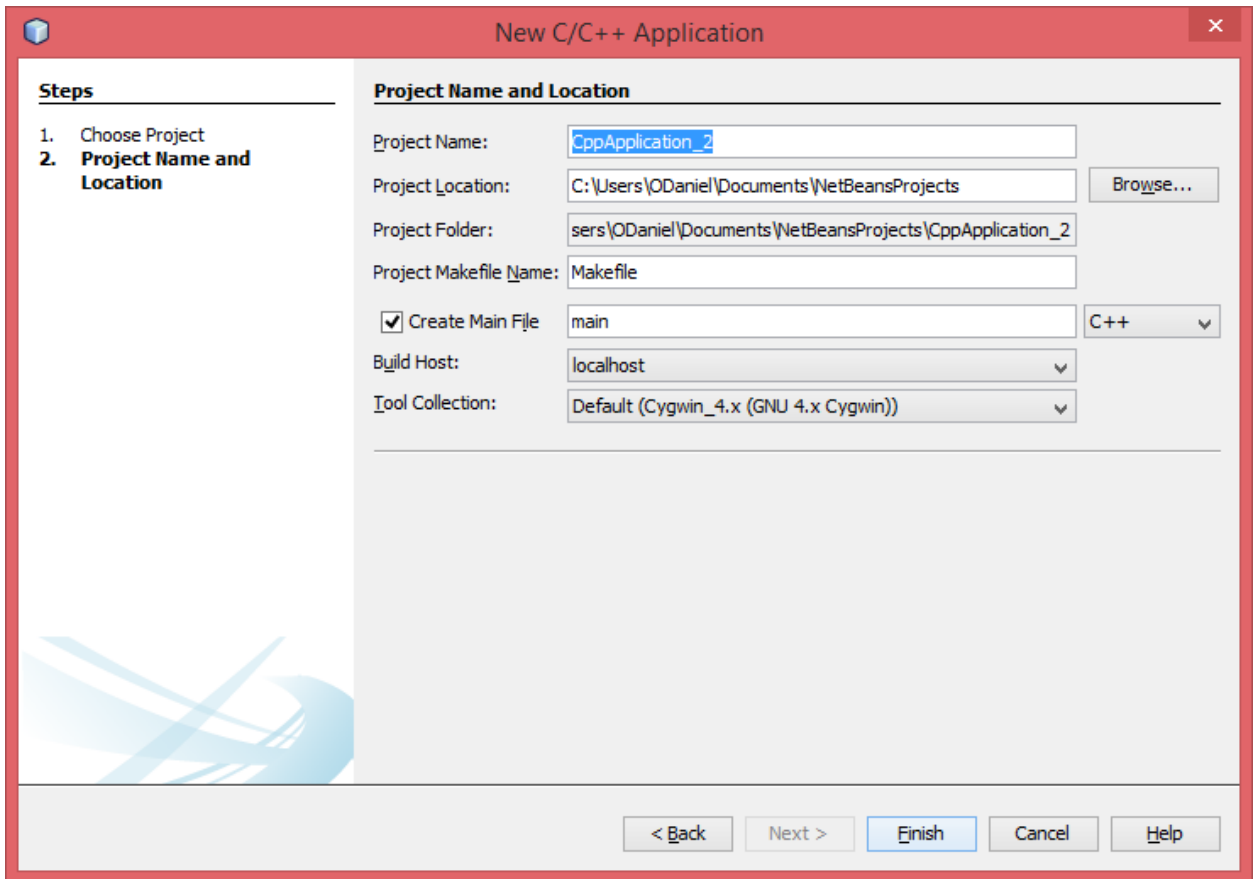 New C/C++ Application
Steps
1. Choose Project
2. Project Name and
Location
Project Name and Location
Project Name: CppApplication_2
Project Location: C:\Users\ODaniel\Documents\NetBeansProjects Browse...
Project Folder: sers\ODaniel\Documents\NetBeansProjects\CppApplication_2
Project Makefile Name: Makefile
Create Main File main C++
Build Host: localhost
Tool Collection: Default (Cygwin_4.x (GNU 4.x Cygwin))
< Back Next > Finish Cancel Help